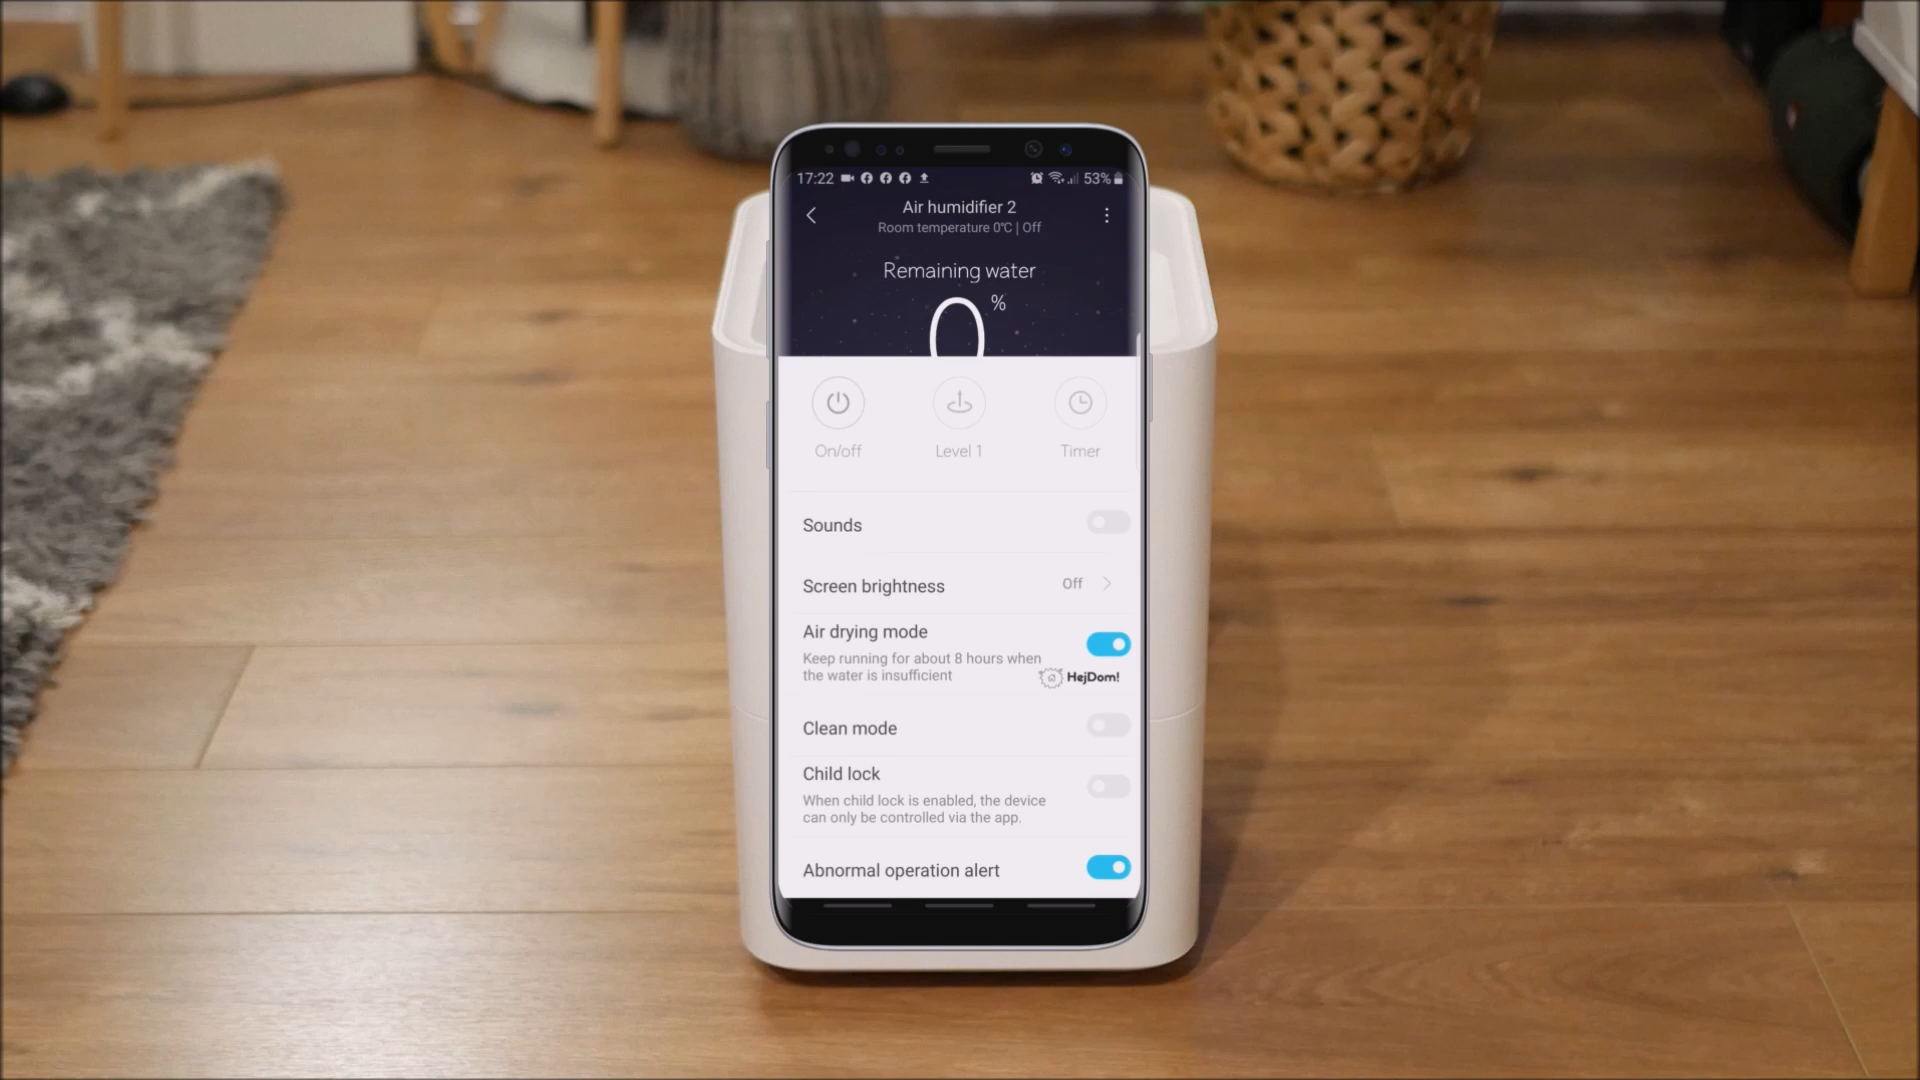 17:22 53%
Air humidifier 2
Room temperature 0℃ | Off
Remaining water
0 %
On/off Level 1 Timer
Sounds
Screen brightness Off
Air drying mode
Keep running for about 8 hours when
the water is insufficient
HejDom!
Clean mode
Child lock
When child lock is enabled, the device
can only be controlled via the app.
Abnormal operation alert